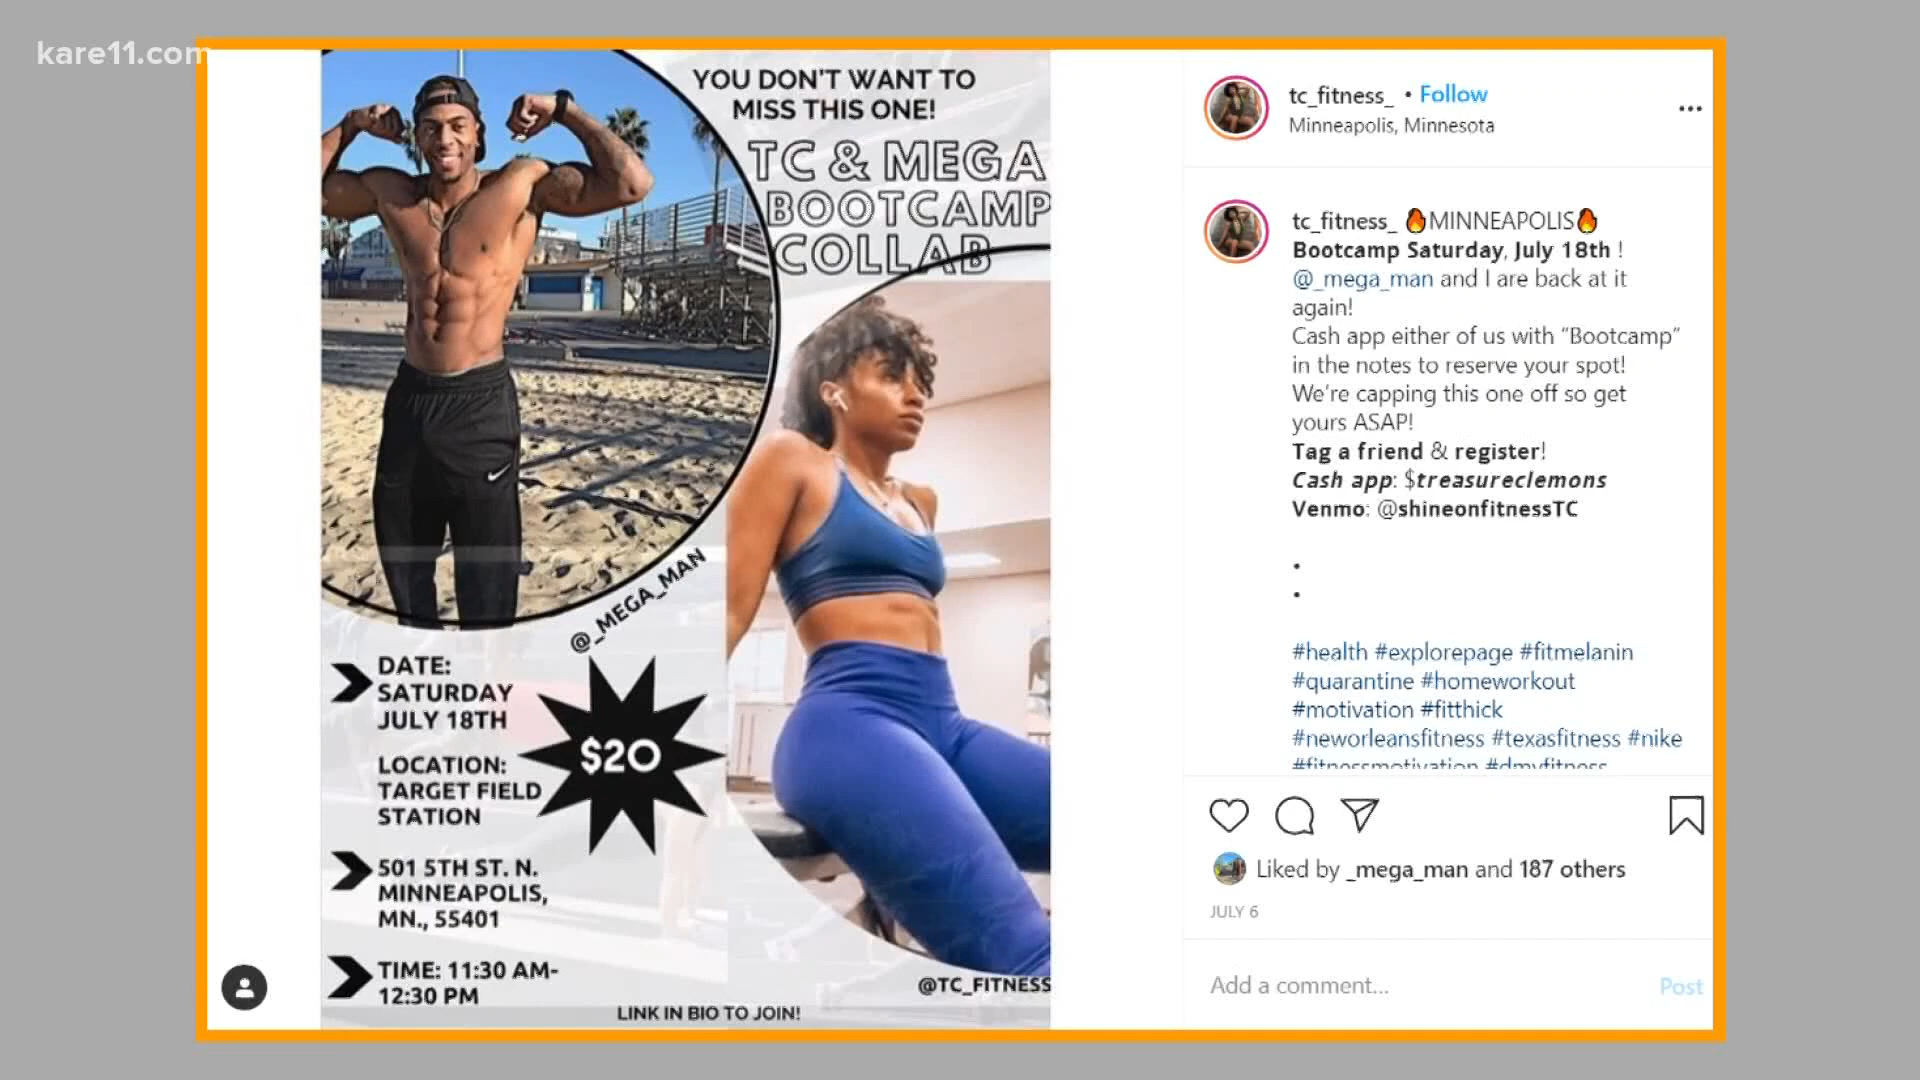 kare11.com
YOU DON'T WANT TO
MISS THIS ONE!
TC & MEGA
BOOTCAMP
COLLAB
@_MEGA_MAN
DATE:
SATURDAY
JULY 18TH
$20
LOCATION:
TARGET FIELD
STATION
501 5TH ST. N.
MINNEAPOLIS,
MN., 55401
TIME: 11:30 AM-
12:30 PM
@TC_FITNESS
LINK IN BIO TO JOIN!
tc_fitness_ • Follow
Minneapolis, Minnesota
tc_fitness_ 🔥MINNEAPOLIS🔥
Bootcamp Saturday, July 18th !
@_mega_man and I are back at it
again!
Cash app either of us with “Bootcamp”
in the notes to reserve your spot!
We're capping this one off so get
yours ASAP!
Tag a friend & register!
Cash app: $treasureclemons
Venmo: @shineonfitnessTC
•
•
#health #explorepage #fitmelanin
#quarantine #homeworkout
#motivation #fitthick
#neworleansfitness #texasfitness #nike
#fitnessmotivation #dmvfitness
Liked by _mega_man and 187 others
JULY 6
Add a comment...
Post